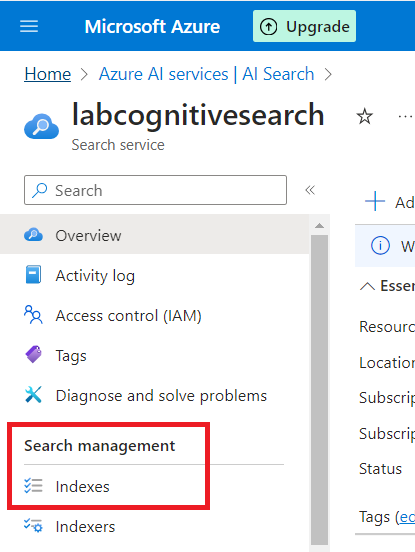 Microsoft Azure
Upgrade
Home > Azure AI services | AI Search >
labcognitivesearch
Search service
Search
Overview
Activity log
Access control (IAM)
Tags
Diagnose and solve problems
Search management
Indexes
Indexers
Ad
W
Essen
Resourc
Location
Subscrip
Subscrip
Status
Tags (ed